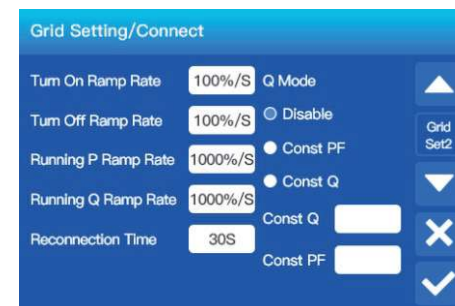 Grid Setting/Connect
Turn On Ramp Rate 100%/S
Turn Off Ramp Rate 100%/S
Running P Ramp Rate 1000%/S
Running Q Ramp Rate 1000%/S
Reconnection Time 30S
Q Mode
Disable
Const PF
Const Q
Const Q
Const PF
Grid
Set2